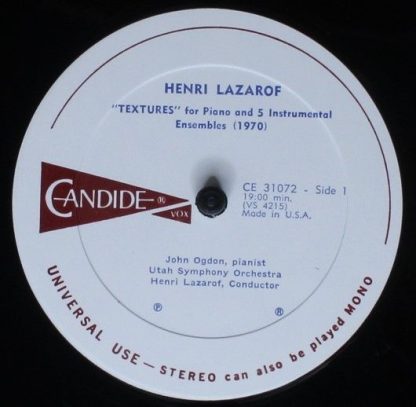 HENRI LAZAROF
"TEXTURES" for Piano and 5 Instrumental
Ensembles (1970)
CANDIDE ®
VOX
CE 31072 - Side 1
19:00 min.
(VS 4215)
Made in U.S.A.
John Ogdon, pianist
Utah Symphony Orchestra
Henri Lazarof, Conductor
℗ ®
UNIVERSAL USE — STEREO can also be played MONO